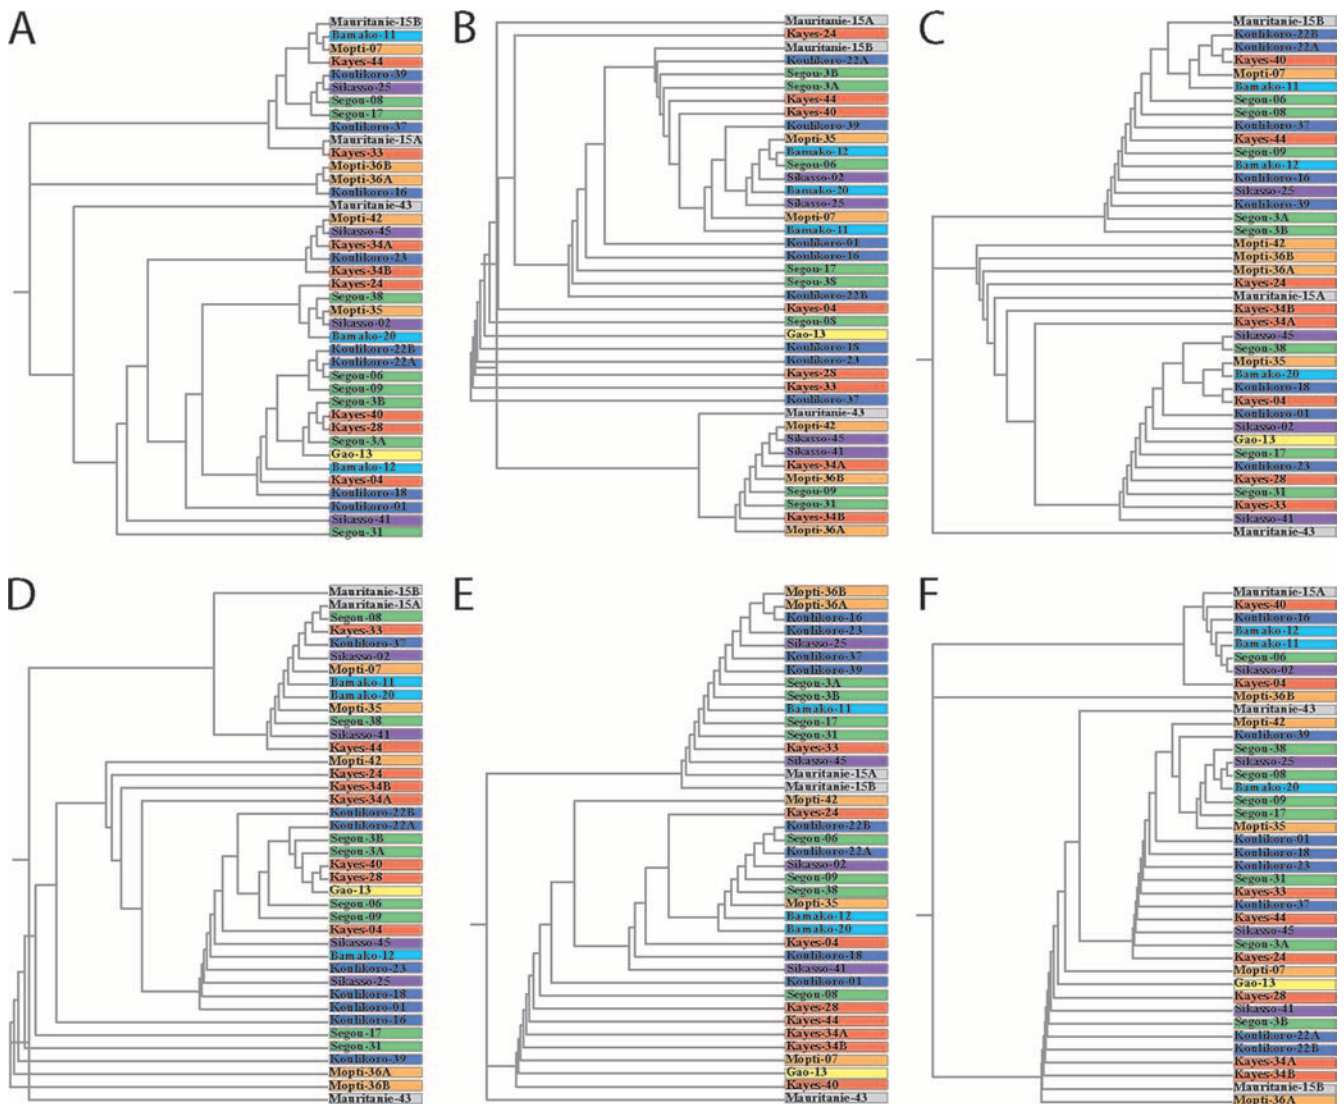 A
Mauritanie-15B
Bamako-11
Mopti-07
Kayes-44
Koulikoro-39
Sikasso-25
Segou-08
Segou-17
Koulikoro-37
Mauritanie-15A
Kayes-33
Mopti-36B
Mopti-36A
Koulikoro-16
Mauritanie-43
Mopti-42
Sikasso-45
Kayes-34A
Koulikoro-23
Kayes-34B
Kayes-24
Segou-38
Mopti-35
Sikasso-02
Bamako-20
Koulikoro-22B
Koulikoro-22A
Segou-06
Segou-09
Segou-3B
Kayes-40
Kayes-28
Segou-3A
Gao-13
Bamako-12
Kayes-04
Koulikoro-18
Koulikoro-01
Sikasso-41
Segou-31
B
Mauritanie-15A
Kayes-24
Mauritanie-15B
Koulikoro-22A
Segou-3B
Segou-3A
Kayes-44
Kayes-40
Koulikoro-39
Mopti-35
Bamako-12
Segou-06
Sikasso-02
Bamako-20
Sikasso-25
Mopti-07
Bamako-11
Koulikoro-01
Koulikoro-16
Segou-17
Segou-38
Koulikoro-22B
Kayes-04
Segou-08
Gao-13
Koulikoro-18
Koulikoro-23
Kayes-28
Kayes-33
Koulikoro-37
Mauritanie-43
Mopti-42
Sikasso-45
Sikasso-41
Kayes-34A
Mopti-36B
Segou-09
Segou-31
Kayes-34B
Mopti-36A
C
Mauritanie-15B
Koulikoro-22B
Koulikoro-22A
Kayes-40
Mopti-07
Bamako-11
Segou-06
Segou-08
Koulikoro-37
Kayes-44
Segou-09
Bamako-12
Koulikoro-16
Sikasso-25
Koulikoro-39
Segou-3A
Segou-3B
Mopti-42
Mopti-36B
Mopti-36A
Kayes-24
Mauritanie-15A
Kayes-34B
Kayes-34A
Sikasso-45
Segou-38
Mopti-35
Bamako-20
Koulikoro-18
Kayes-04
Koulikoro-01
Sikasso-02
Gao-13
Segou-17
Koulikoro-23
Kayes-28
Segou-31
Kayes-33
Sikasso-41
Mauritanie-43
D
Mauritanie-15B
Mauritanie-15A
Segou-08
Kayes-33
Koulikoro-37
Sikasso-02
Mopti-07
Bamako-11
Bamako-20
Mopti-35
Segou-38
Sikasso-41
Kayes-44
Mopti-42
Kayes-24
Kayes-34B
Kayes-34A
Koulikoro-22B
Koulikoro-22A
Segou-3B
Segou-3A
Kayes-40
Kayes-28
Gao-13
Segou-06
Segou-09
Kayes-04
Sikasso-45
Bamako-12
Koulikoro-23
Sikasso-25
Koulikoro-18
Koulikoro-01
Koulikoro-16
Segou-17
Segou-31
Koulikoro-39
Mopti-36A
Mopti-36B
Mauritanie-43
E
Mopti-36B
Mopti-36A
Koulikoro-16
Koulikoro-23
Sikasso-25
Koulikoro-37
Koulikoro-39
Segou-3A
Segou-3B
Bamako-11
Segou-17
Segou-31
Kayes-33
Sikasso-45
Mauritanie-15A
Mauritanie-15B
Mopti-42
Kayes-24
Koulikoro-22B
Segou-06
Koulikoro-22A
Sikasso-02
Segou-09
Segou-38
Mopti-35
Bamako-12
Bamako-20
Kayes-04
Koulikoro-18
Sikasso-41
Koulikoro-01
Segou-08
Kayes-28
Kayes-44
Kayes-34A
Kayes-34B
Mopti-07
Gao-13
Kayes-40
Mauritanie-43
F
Mauritanie-15A
Kayes-40
Koulikoro-16
Bamako-12
Bamako-11
Segou-06
Sikasso-02
Kayes-04
Mopti-36B
Mauritanie-43
Mopti-42
Koulikoro-39
Segou-38
Sikasso-25
Segou-08
Bamako-20
Segou-09
Segou-17
Mopti-35
Koulikoro-01
Koulikoro-18
Koulikoro-23
Segou-31
Kayes-33
Koulikoro-37
Kayes-44
Sikasso-45
Segou-3A
Kayes-24
Mopti-07
Gao-13
Kayes-28
Sikasso-41
Segou-3B
Koulikoro-22A
Koulikoro-22B
Kayes-34A
Kayes-34B
Mauritanie-15B
Mopti-36A